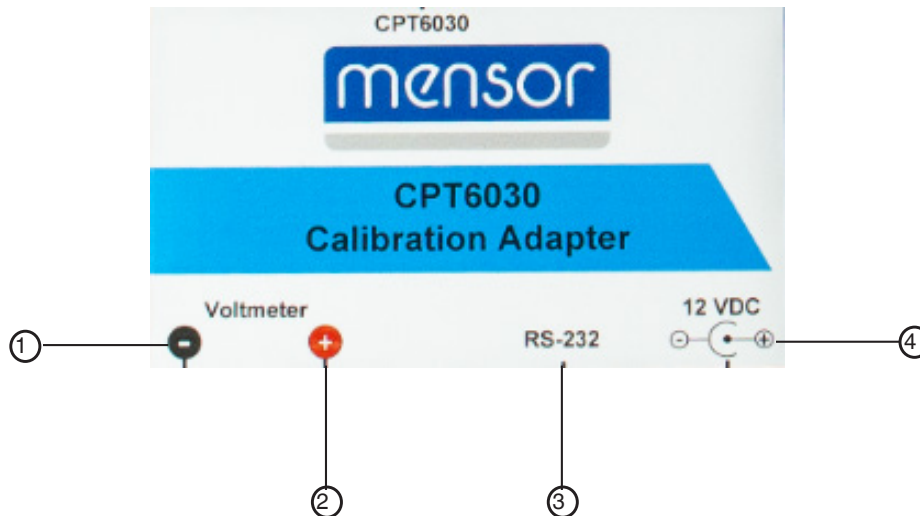 CPT6030
mensor
CPT6030
Calibration Adapter
Voltmeter
12 VDC
- +
RS-232
- +
1
4
2
3